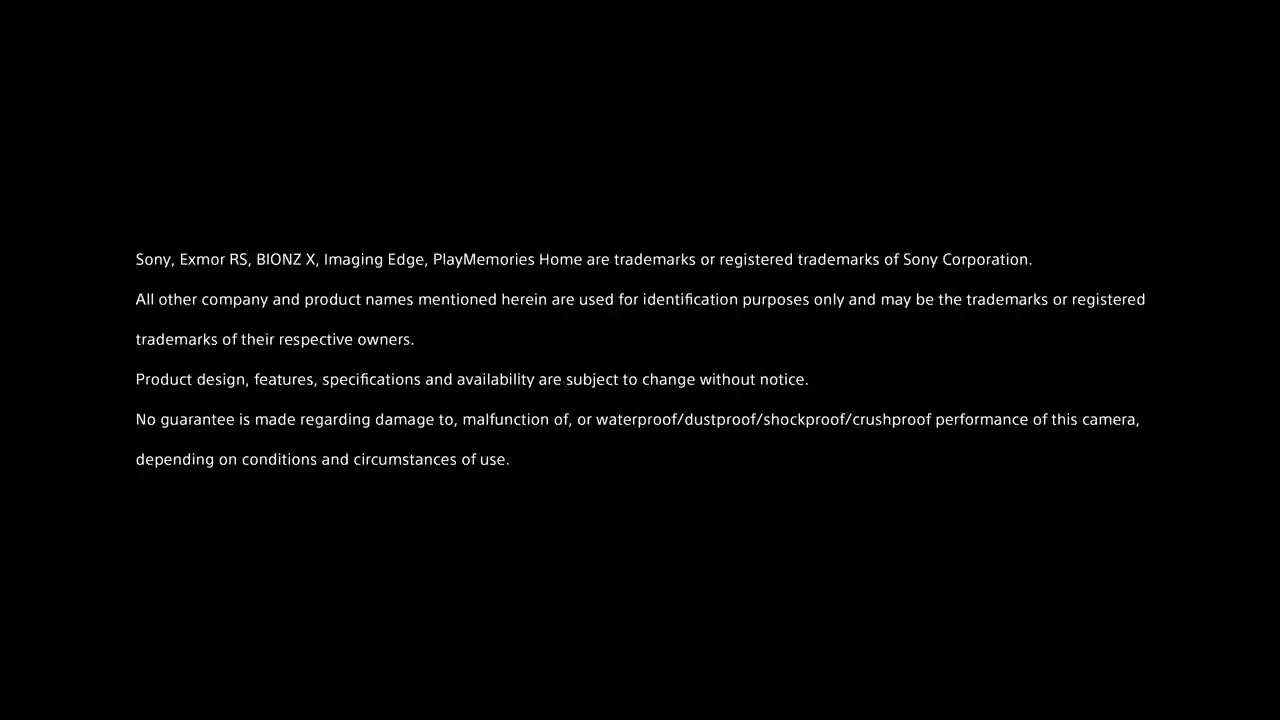 Sony, Exmor RS, BIONZ X, Imaging Edge, PlayMemories Home are trademarks or registered trademarks of Sony Corporation.
All other company and product names mentioned herein are used for identification purposes only and may be the trademarks or registered
trademarks of their respective owners.
Product design, features, specifications and availability are subject to change without notice.
No guarantee is made regarding damage to, malfunction of, or waterproof/dustproof/shockproof/crushproof performance of this camera,
depending on conditions and circumstances of use.